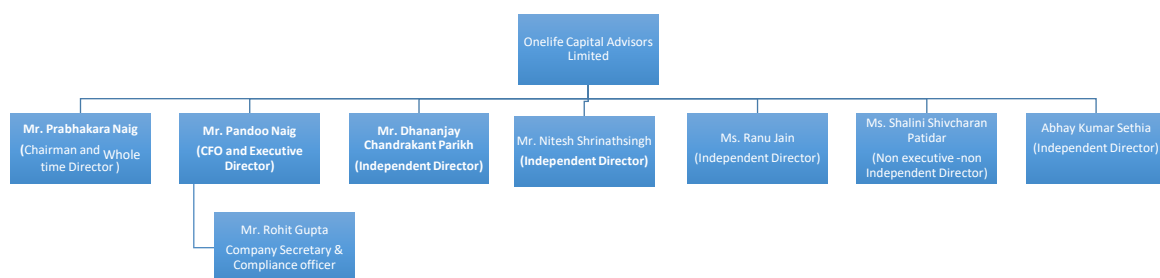 Onelife Capital Advisors
Limited
Mr. Prabhakara Naig
(Chairman and Whole
time Director )
Mr. Pandoo Naig
(CFO and Executive
Director)
Mr. Dhananjay
Chandrakant Parikh
(Independent Director)
Mr. Nitesh Shrinathsingh
(Independent Director)
Ms. Ranu Jain
(Independent Director)
Ms. Shalini Shivcharan
Patidar
(Non executive -non
Independent Director)
Abhay Kumar Sethia
(Independent Director)
Mr. Rohit Gupta
Company Secretary &
Compliance officer